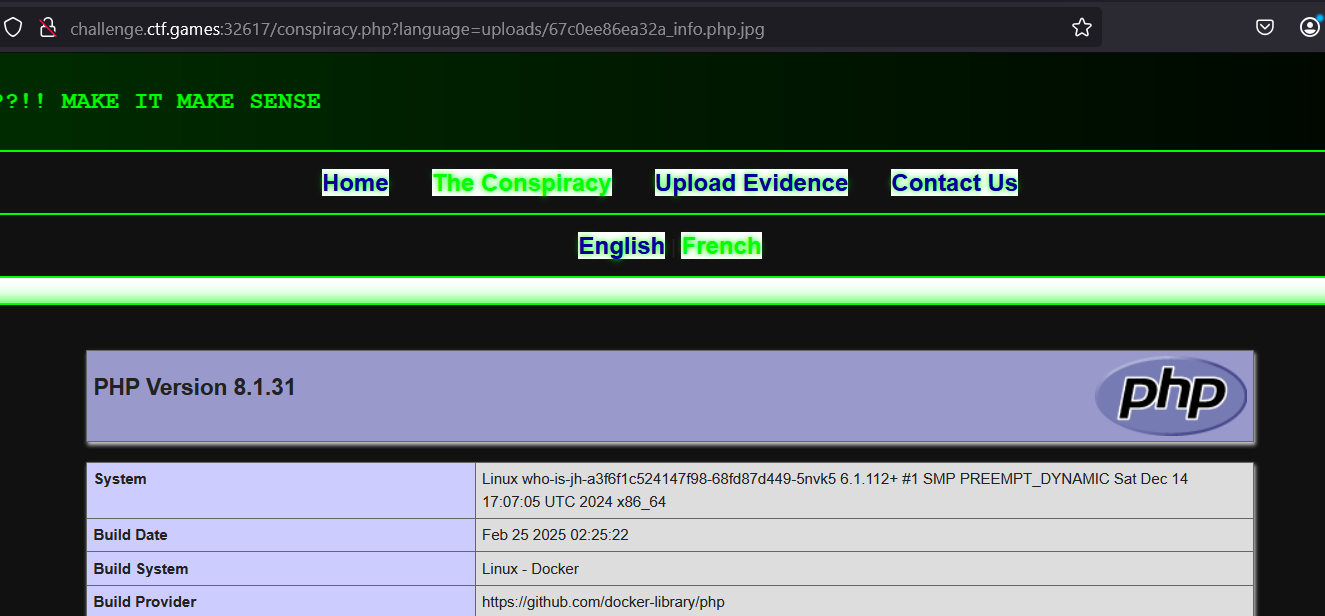 challenge.ctf.games:32617/conspiracy.php?language=uploads/67c0ee86ea32a_info.php.jpg
??!! MAKE IT MAKE SENSE
Home The Conspiracy Upload Evidence Contact Us
English French
PHP Version 8.1.31 php
System Linux who-is-jh-a3f6f1c524147f98-68fd87d449-5nvk5 6.1.112+ #1 SMP PREEMPT_DYNAMIC Sat Dec 14
17:07:05 UTC 2024 x86_64
Build Date Feb 25 2025 02:25:22
Build System Linux - Docker
Build Provider https://github.com/docker-library/php